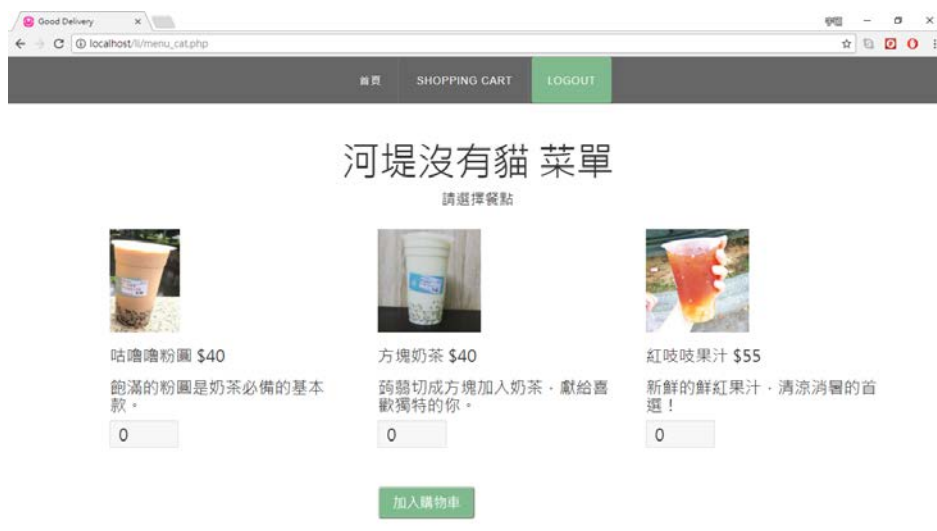 Good Delivery
localhost/li/menu_cat.php
首頁 SHOPPING CART LOGOUT
河堤沒有貓 菜單
請選擇餐點
咕嚕嚕粉圓 $40
飽滿的粉圓是奶茶必備的基本
款。
0
方塊奶茶 $40
蒟蒻切成方塊加入奶茶，獻給喜
歡獨特的你。
0
紅吱吱果汁 $55
新鮮的鮮紅果汁，清涼消暑的首
選！
0
加入購物車